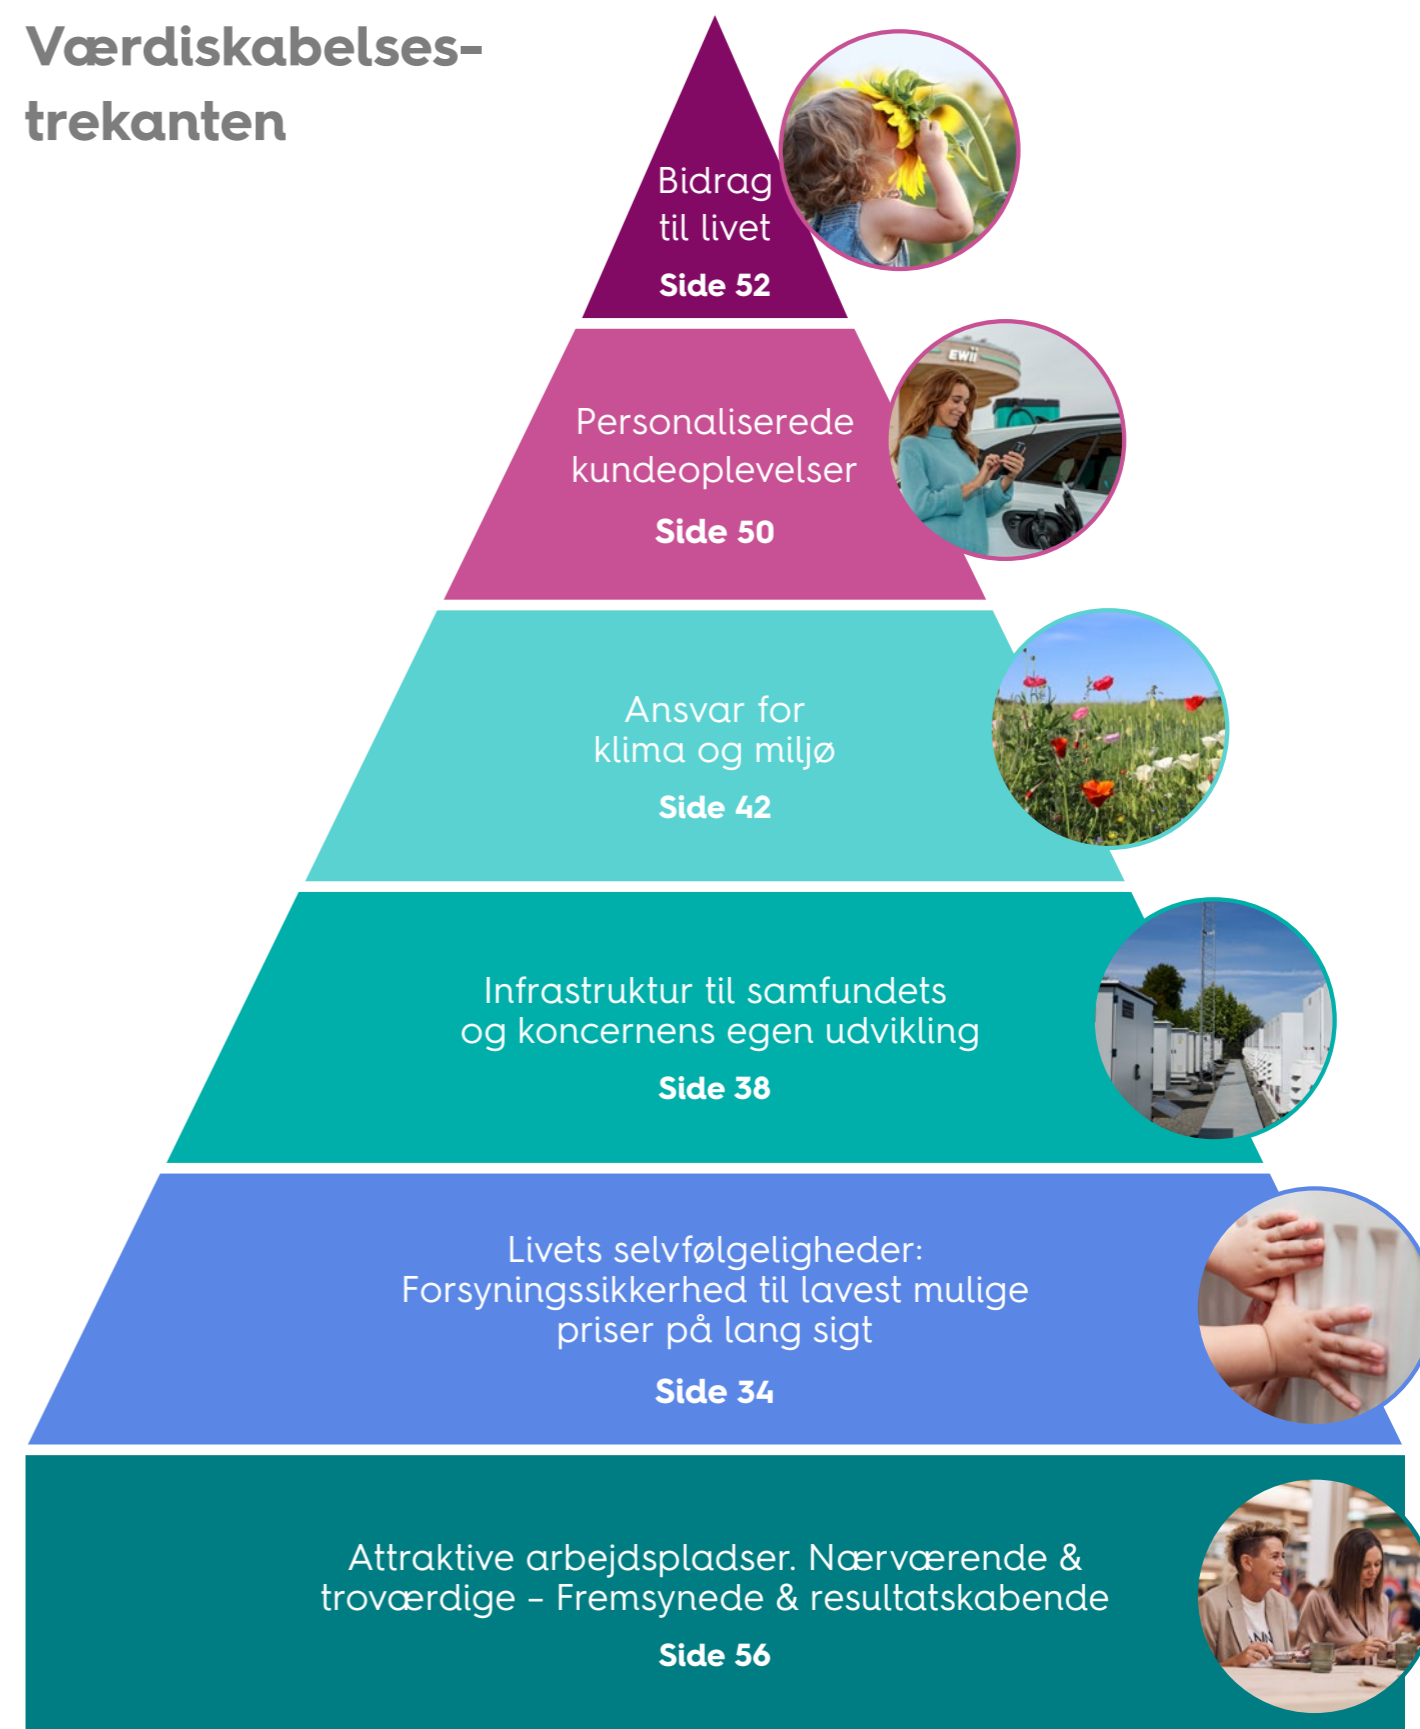 Værdiskabelses-
trekanten
Bidrag
til livet
Side 52
EWII
Personaliserede
kundeoplevelser
Side 50
Ansvar for
klima og miljø
Side 42
Infrastruktur til samfundets
og koncernens egen udvikling
Side 38
Livets selvfølgeligheder:
Forsyningssikkerhed til lavest mulige
priser på lang sigt
Side 34
Attraktive arbejdspladser. Nærværende &
troværdige – Fremsynede & resultatskabende
Side 56